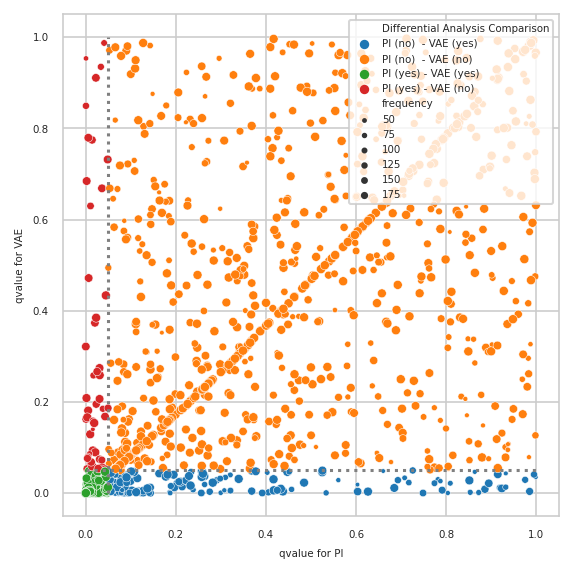 Differential Analysis Comparison
PI (no) - VAE (yes)
PI (no) - VAE (no)
PI (yes) - VAE (yes)
PI (yes) - VAE (no)
frequency
50
75
100
125
150
175
1.0
0.8
0.6
0.4
0.2
0.0
qvalue for VAE
0.0 0.2 0.4 0.6 0.8 1.0
qvalue for PI